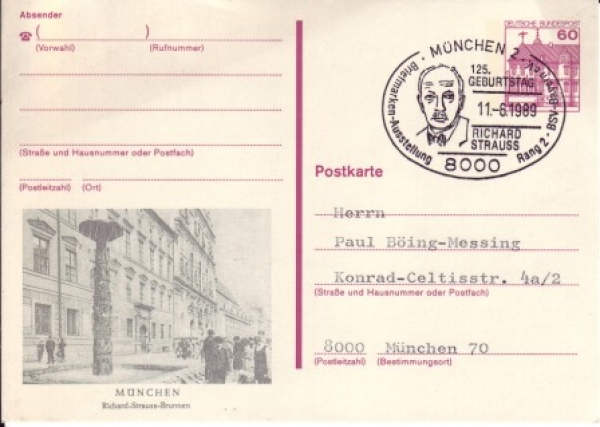 Absender
☎ ( )
(Vorwahl) (Rufnummer)
(Straße und Hausnummer oder Postfach)
(Postleitzahl) (Ort)
MÜNCHEN
Richard-Strauss-Brunnen
DEUTSCHE BUNDESPOST
60
MÜNCHEN 2
Briefmarken-Ausstellung
Rang 2 · BSV Bayern e.V.
125.
GEBURTSTAG
11.-6.1989
RICHARD
STRAUSS
8000
Postkarte
Herrn
Paul Böing-Messing
Konrad-Celtisstr. 4a/2
(Straße und Hausnummer oder Postfach)
8000 München 70
(Postleitzahl) (Bestimmungsort)